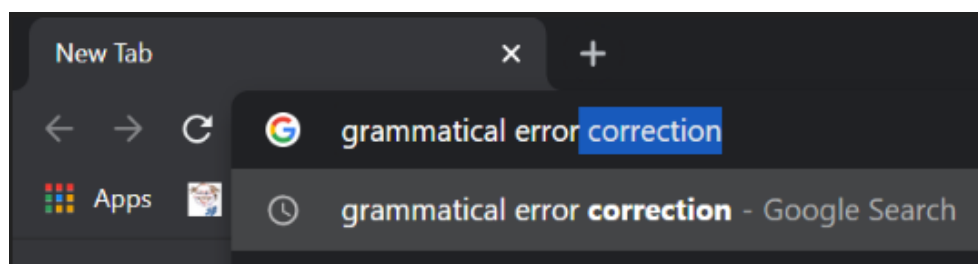 New Tab
grammatical error correction
Apps
grammatical error correction - Google Search